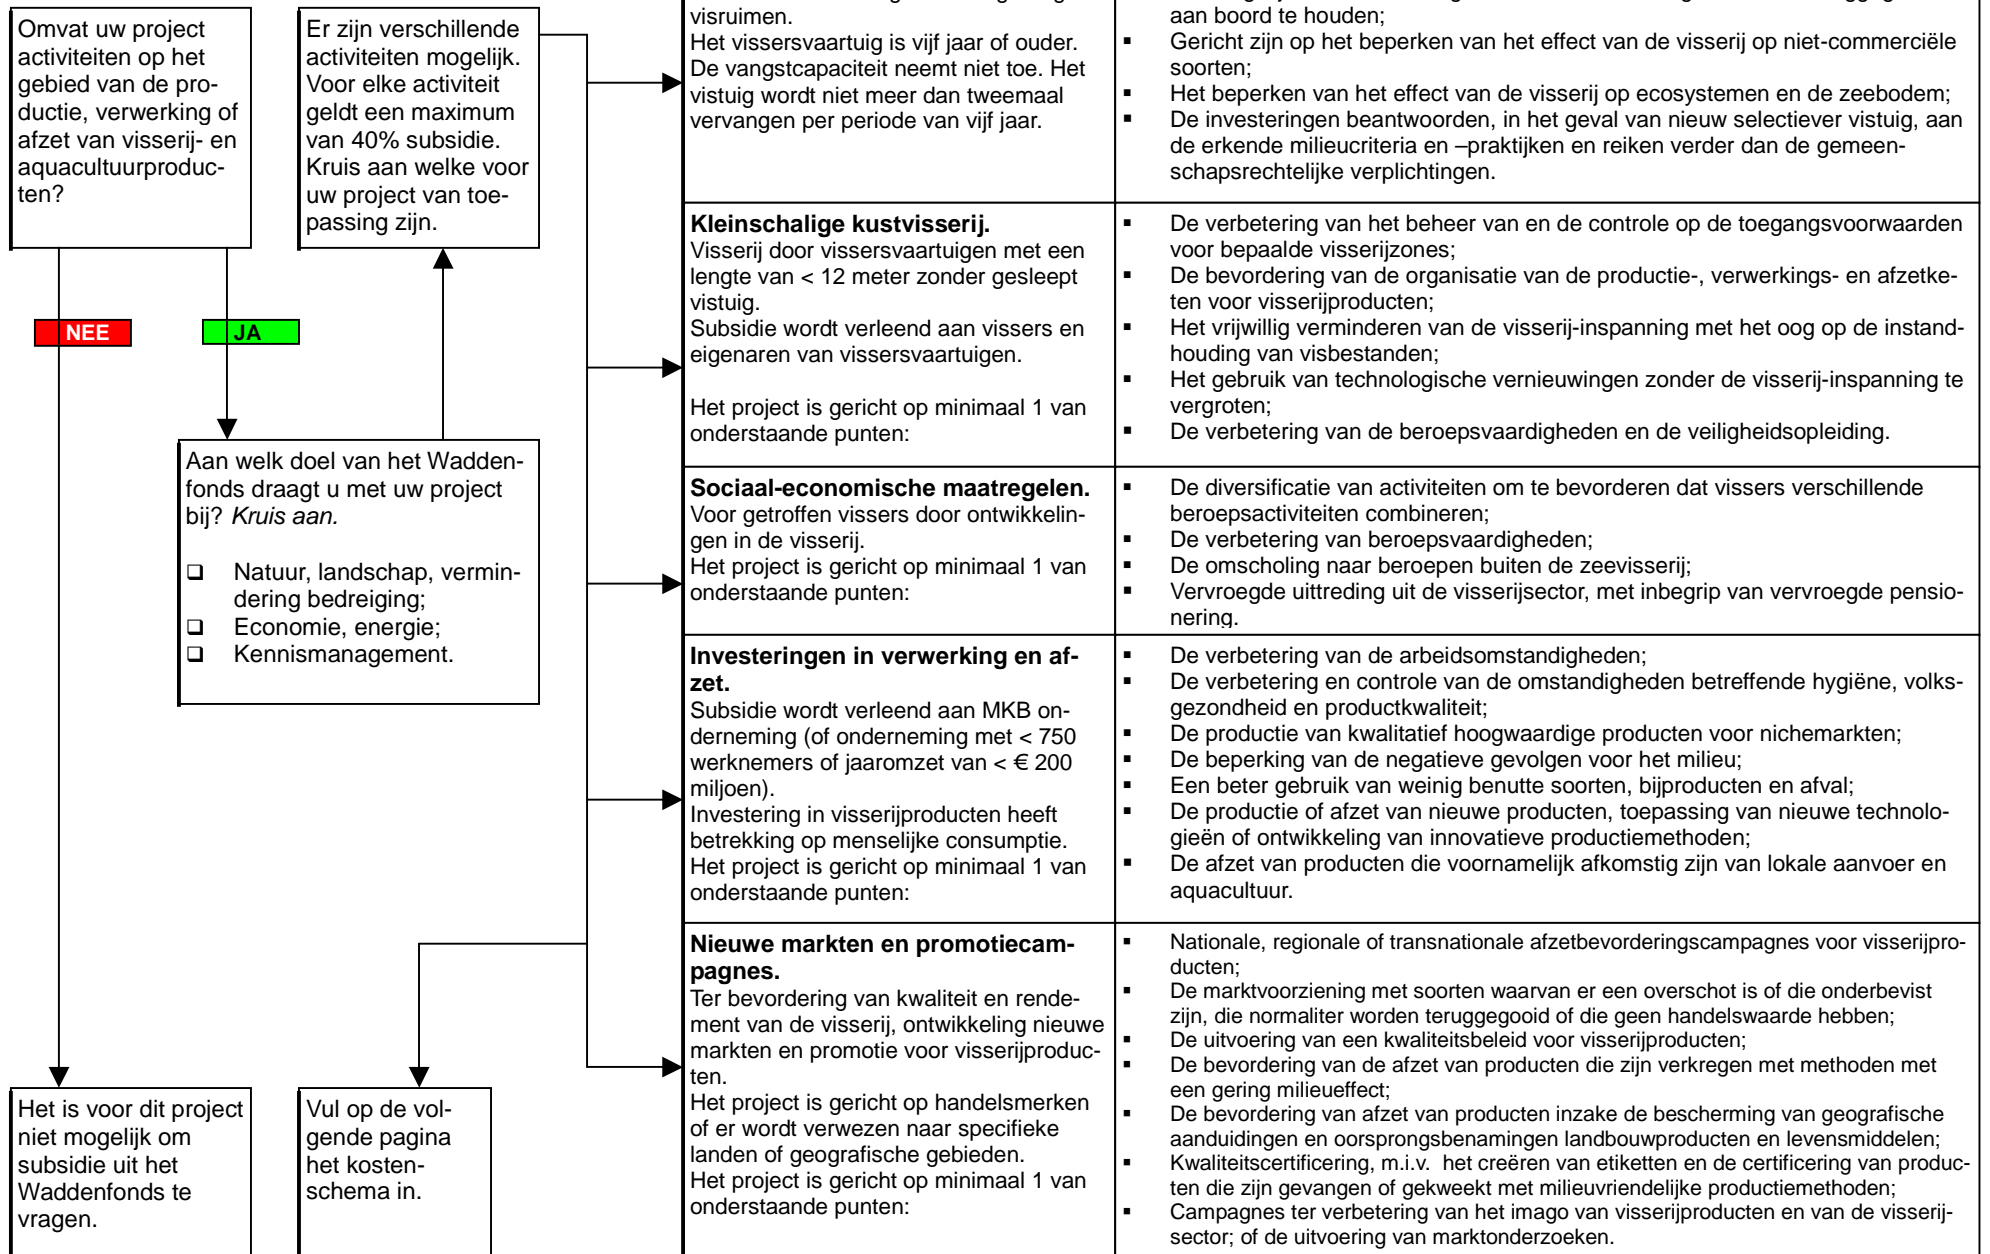 Omvat uw project
activiteiten op het
gebied van de pro-
ductie, verwerking of
afzet van visserij- en
aquacultuurproduc-
ten?
Er zijn verschillende
activiteiten mogelijk.
Voor elke activiteit
geldt een maximum
van 40% subsidie.
Kruis aan welke voor
uw project van toe-
passing zijn.
NEE
JA
Aan welk doel van het Wadden-
fonds draagt u met uw project
bij? Kruis aan.
❑ Natuur, landschap, vermin-
dering bedreiging;
❑ Economie, energie;
❑ Kennismanagement.
Het is voor dit project
niet mogelijk om
subsidie uit het
Waddenfonds te
vragen.
Vul op de vol-
gende pagina
het kosten-
schema in.
visruimen.
Het vissersvaartuig is vijf jaar of ouder.
De vangstcapaciteit neemt niet toe. Het
vistuig wordt niet meer dan tweemaal
vervangen per periode van vijf jaar.
aan boord te houden;
▪ Gericht zijn op het beperken van het effect van de visserij op niet-commerciële
soorten;
▪ Het beperken van het effect van de visserij op ecosystemen en de zeebodem;
▪ De investeringen beantwoorden, in het geval van nieuw selectiever vistuig, aan
de erkende milieucriteria en –praktijken en reiken verder dan de gemeen-
schapsrechtelijke verplichtingen.
Kleinschalige kustvisserij.
Visserij door vissersvaartuigen met een
lengte van < 12 meter zonder gesleept
vistuig.
Subsidie wordt verleend aan vissers en
eigenaren van vissersvaartuigen.
Het project is gericht op minimaal 1 van
onderstaande punten:
▪ De verbetering van het beheer van en de controle op de toegangsvoorwaarden
voor bepaalde visserijzones;
▪ De bevordering van de organisatie van de productie-, verwerkings- en afzetke-
ten voor visserijproducten;
▪ Het vrijwillig verminderen van de visserij-inspanning met het oog op de instand-
houding van visbestanden;
▪ Het gebruik van technologische vernieuwingen zonder de visserij-inspanning te
vergroten;
▪ De verbetering van de beroepsvaardigheden en de veiligheidsopleiding.
Sociaal-economische maatregelen.
Voor getroffen vissers door ontwikkelin-
gen in de visserij.
Het project is gericht op minimaal 1 van
onderstaande punten:
▪ De diversificatie van activiteiten om te bevorderen dat vissers verschillende
beroepsactiviteiten combineren;
▪ De verbetering van beroepsvaardigheden;
▪ De omscholing naar beroepen buiten de zeevisserij;
▪ Vervroegde uittreding uit de visserijsector, met inbegrip van vervroegde pensio-
nering.
Investeringen in verwerking en af-
zet.
Subsidie wordt verleend aan MKB on-
derneming (of onderneming met < 750
werknemers of jaaromzet van < € 200
miljoen).
Investering in visserijproducten heeft
betrekking op menselijke consumptie.
Het project is gericht op minimaal 1 van
onderstaande punten:
▪ De verbetering van de arbeidsomstandigheden;
▪ De verbetering en controle van de omstandigheden betreffende hygiëne, volks-
gezondheid en productkwaliteit;
▪ De productie van kwalitatief hoogwaardige producten voor nichemarkten;
▪ De beperking van de negatieve gevolgen voor het milieu;
▪ Een beter gebruik van weinig benutte soorten, bijproducten en afval;
▪ De productie of afzet van nieuwe producten, toepassing van nieuwe technolo-
gieën of ontwikkeling van innovatieve productiemethoden;
▪ De afzet van producten die voornamelijk afkomstig zijn van lokale aanvoer en
aquacultuur.
Nieuwe markten en promotiecam-
pagnes.
Ter bevordering van kwaliteit en rende-
ment van de visserij, ontwikkeling nieuwe
markten en promotie voor visserijproduc-
ten.
Het project is gericht op handelsmerken
of er wordt verwezen naar specifieke
landen of geografische gebieden.
Het project is gericht op minimaal 1 van
onderstaande punten:
▪ Nationale, regionale of transnationale afzetbevorderingscampagnes voor visserijpro-
ducten;
▪ De marktvoorziening met soorten waarvan er een overschot is of die onderbevist
zijn, die normaliter worden teruggegooid of die geen handelswaarde hebben;
▪ De uitvoering van een kwaliteitsbeleid voor visserijproducten;
▪ De bevordering van de afzet van producten die zijn verkregen met methoden met
een gering milieueffect;
▪ De bevordering van afzet van producten inzake de bescherming van geografische
aanduidingen en oorsprongsbenamingen landbouwproducten en levensmiddelen;
▪ Kwaliteitscertificering, m.i.v. het creëren van etiketten en de certificering van produc-
ten die zijn gevangen of gekweekt met milieuvriendelijke productiemethoden;
▪ Campagnes ter verbetering van het imago van visserijproducten en van de visserij-
sector; of de uitvoering van marktonderzoeken.